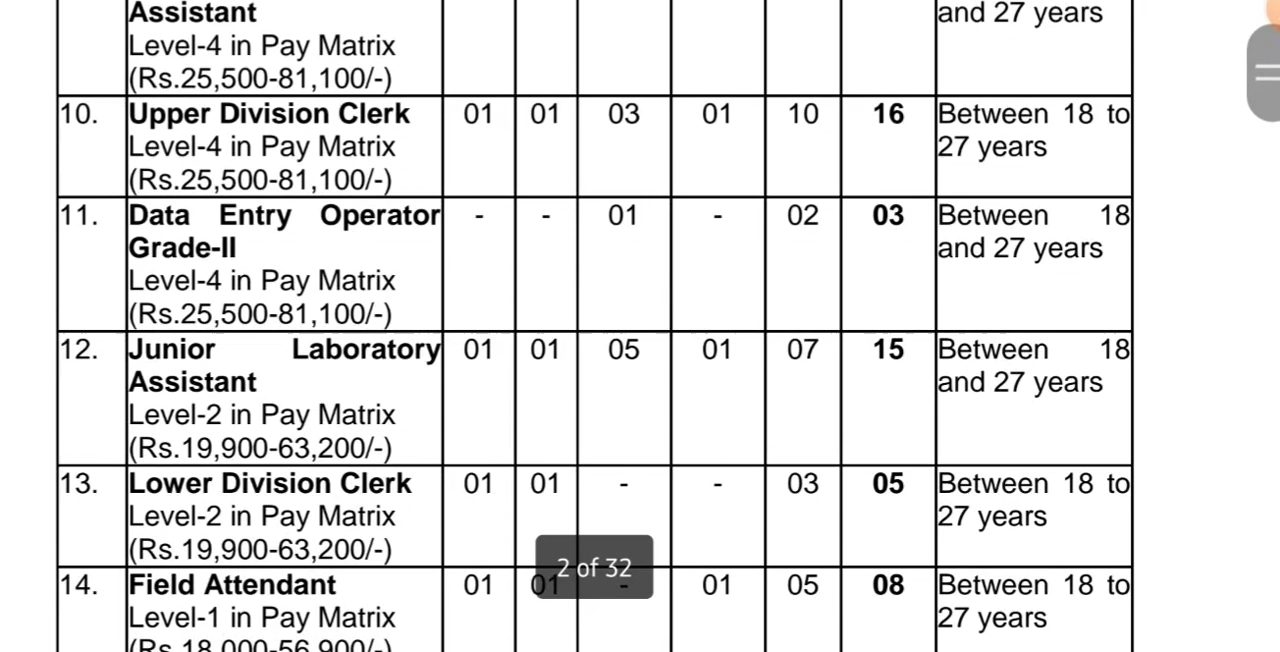 Assistant and 27 years
Level-4 in Pay Matrix
(Rs.25,500-81,100/-)
10. Upper Division Clerk 01 01 03 01 10 16 Between 18 to
Level-4 in Pay Matrix 27 years
(Rs.25,500-81,100/-)
11. Data Entry Operator - - 01 - 02 03 Between 18
Grade-II and 27 years
Level-4 in Pay Matrix
(Rs.25,500-81,100/-)
12. Junior Laboratory 01 01 05 01 07 15 Between 18
Assistant and 27 years
Level-2 in Pay Matrix
(Rs.19,900-63,200/-)
13. Lower Division Clerk 01 01 - - 03 05 Between 18 to
Level-2 in Pay Matrix 27 years
(Rs.19,900-63,200/-)
2 of 32
14. Field Attendant 01 01 - 01 05 08 Between 18 to
Level-1 in Pay Matrix 27 years
(Rs.18,000-56,900/-)